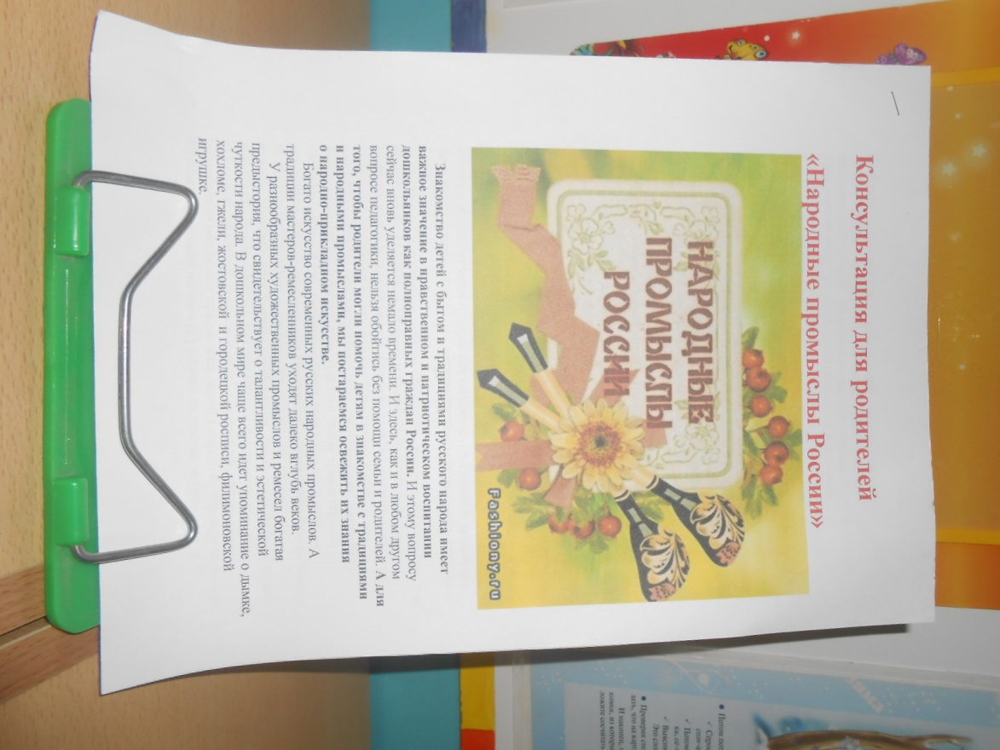 Консультация для родителей
«Народные промыслы России»
НАРОДНЫЕ
ПРОМЫСЛЫ
РОССИИ
Fashiony.ru
Знакомство детей с бытом и традициями русского народа имеет
важное значение в нравственном и патриотическом воспитании
дошкольников как полноправных граждан России. И этому вопросу
сейчас вновь уделяется немало времени. И здесь, как и в любом другом
вопросе педагогики, нельзя обойтись без помощи семьи и родителей. А для
того, чтобы родители могли помочь детям в знакомстве с традициями
и народными промыслами, мы постараемся освежить их знания
о народно-прикладном искусстве.
Богато искусство современных русских народных промыслов. А
традиции мастеров-ремесленников уходят далеко вглубь веков.
У разнообразных художественных промыслов и ремесел богатая
предыстория, что свидетельствует о талантливости и эстетической
чуткости народа. В дошкольном мире чаще всего идет упоминание о дымке,
хохломе, гжели, жостовской и городецкой росписи, филимоновской
игрушке.